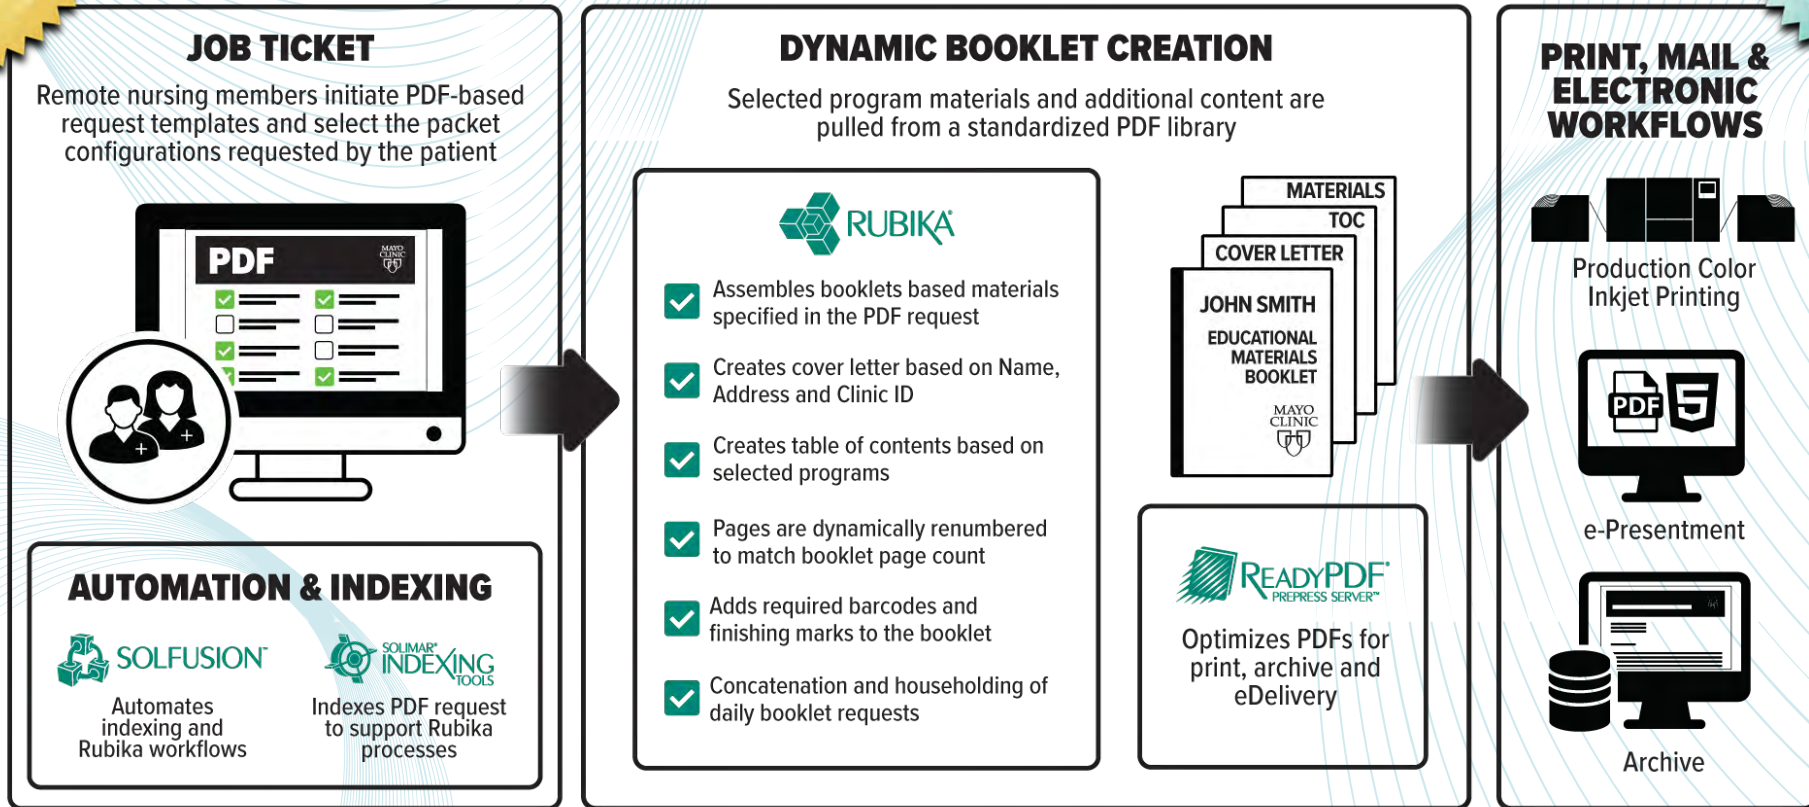 JOB TICKET
Remote nursing members initiate PDF-based
request templates and select the packet
configurations requested by the patient
PDF
MAYO
CLINIC
AUTOMATION & INDEXING
SOLFUSION™
Automates
indexing and
Rubika workflows
SOLIMAR®
INDEXING
TOOLS
Indexes PDF request
to support Rubika
processes
DYNAMIC BOOKLET CREATION
Selected program materials and additional content are
pulled from a standardized PDF library
RUBIKA®
Assembles booklets based materials
specified in the PDF request
Creates cover letter based on Name,
Address and Clinic ID
Creates table of contents based on
selected programs
Pages are dynamically renumbered
to match booklet page count
Adds required barcodes and
finishing marks to the booklet
Concatenation and householding of
daily booklet requests
MATERIALS
TOC
COVER LETTER
JOHN SMITH
EDUCATIONAL
MATERIALS
BOOKLET
MAYO
CLINIC
READYPDF®
PREPRESS SERVER™
Optimizes PDFs for
print, archive and
eDelivery
PRINT, MAIL &
ELECTRONIC
WORKFLOWS
Production Color
Inkjet Printing
PDF
5
e-Presentment
Archive